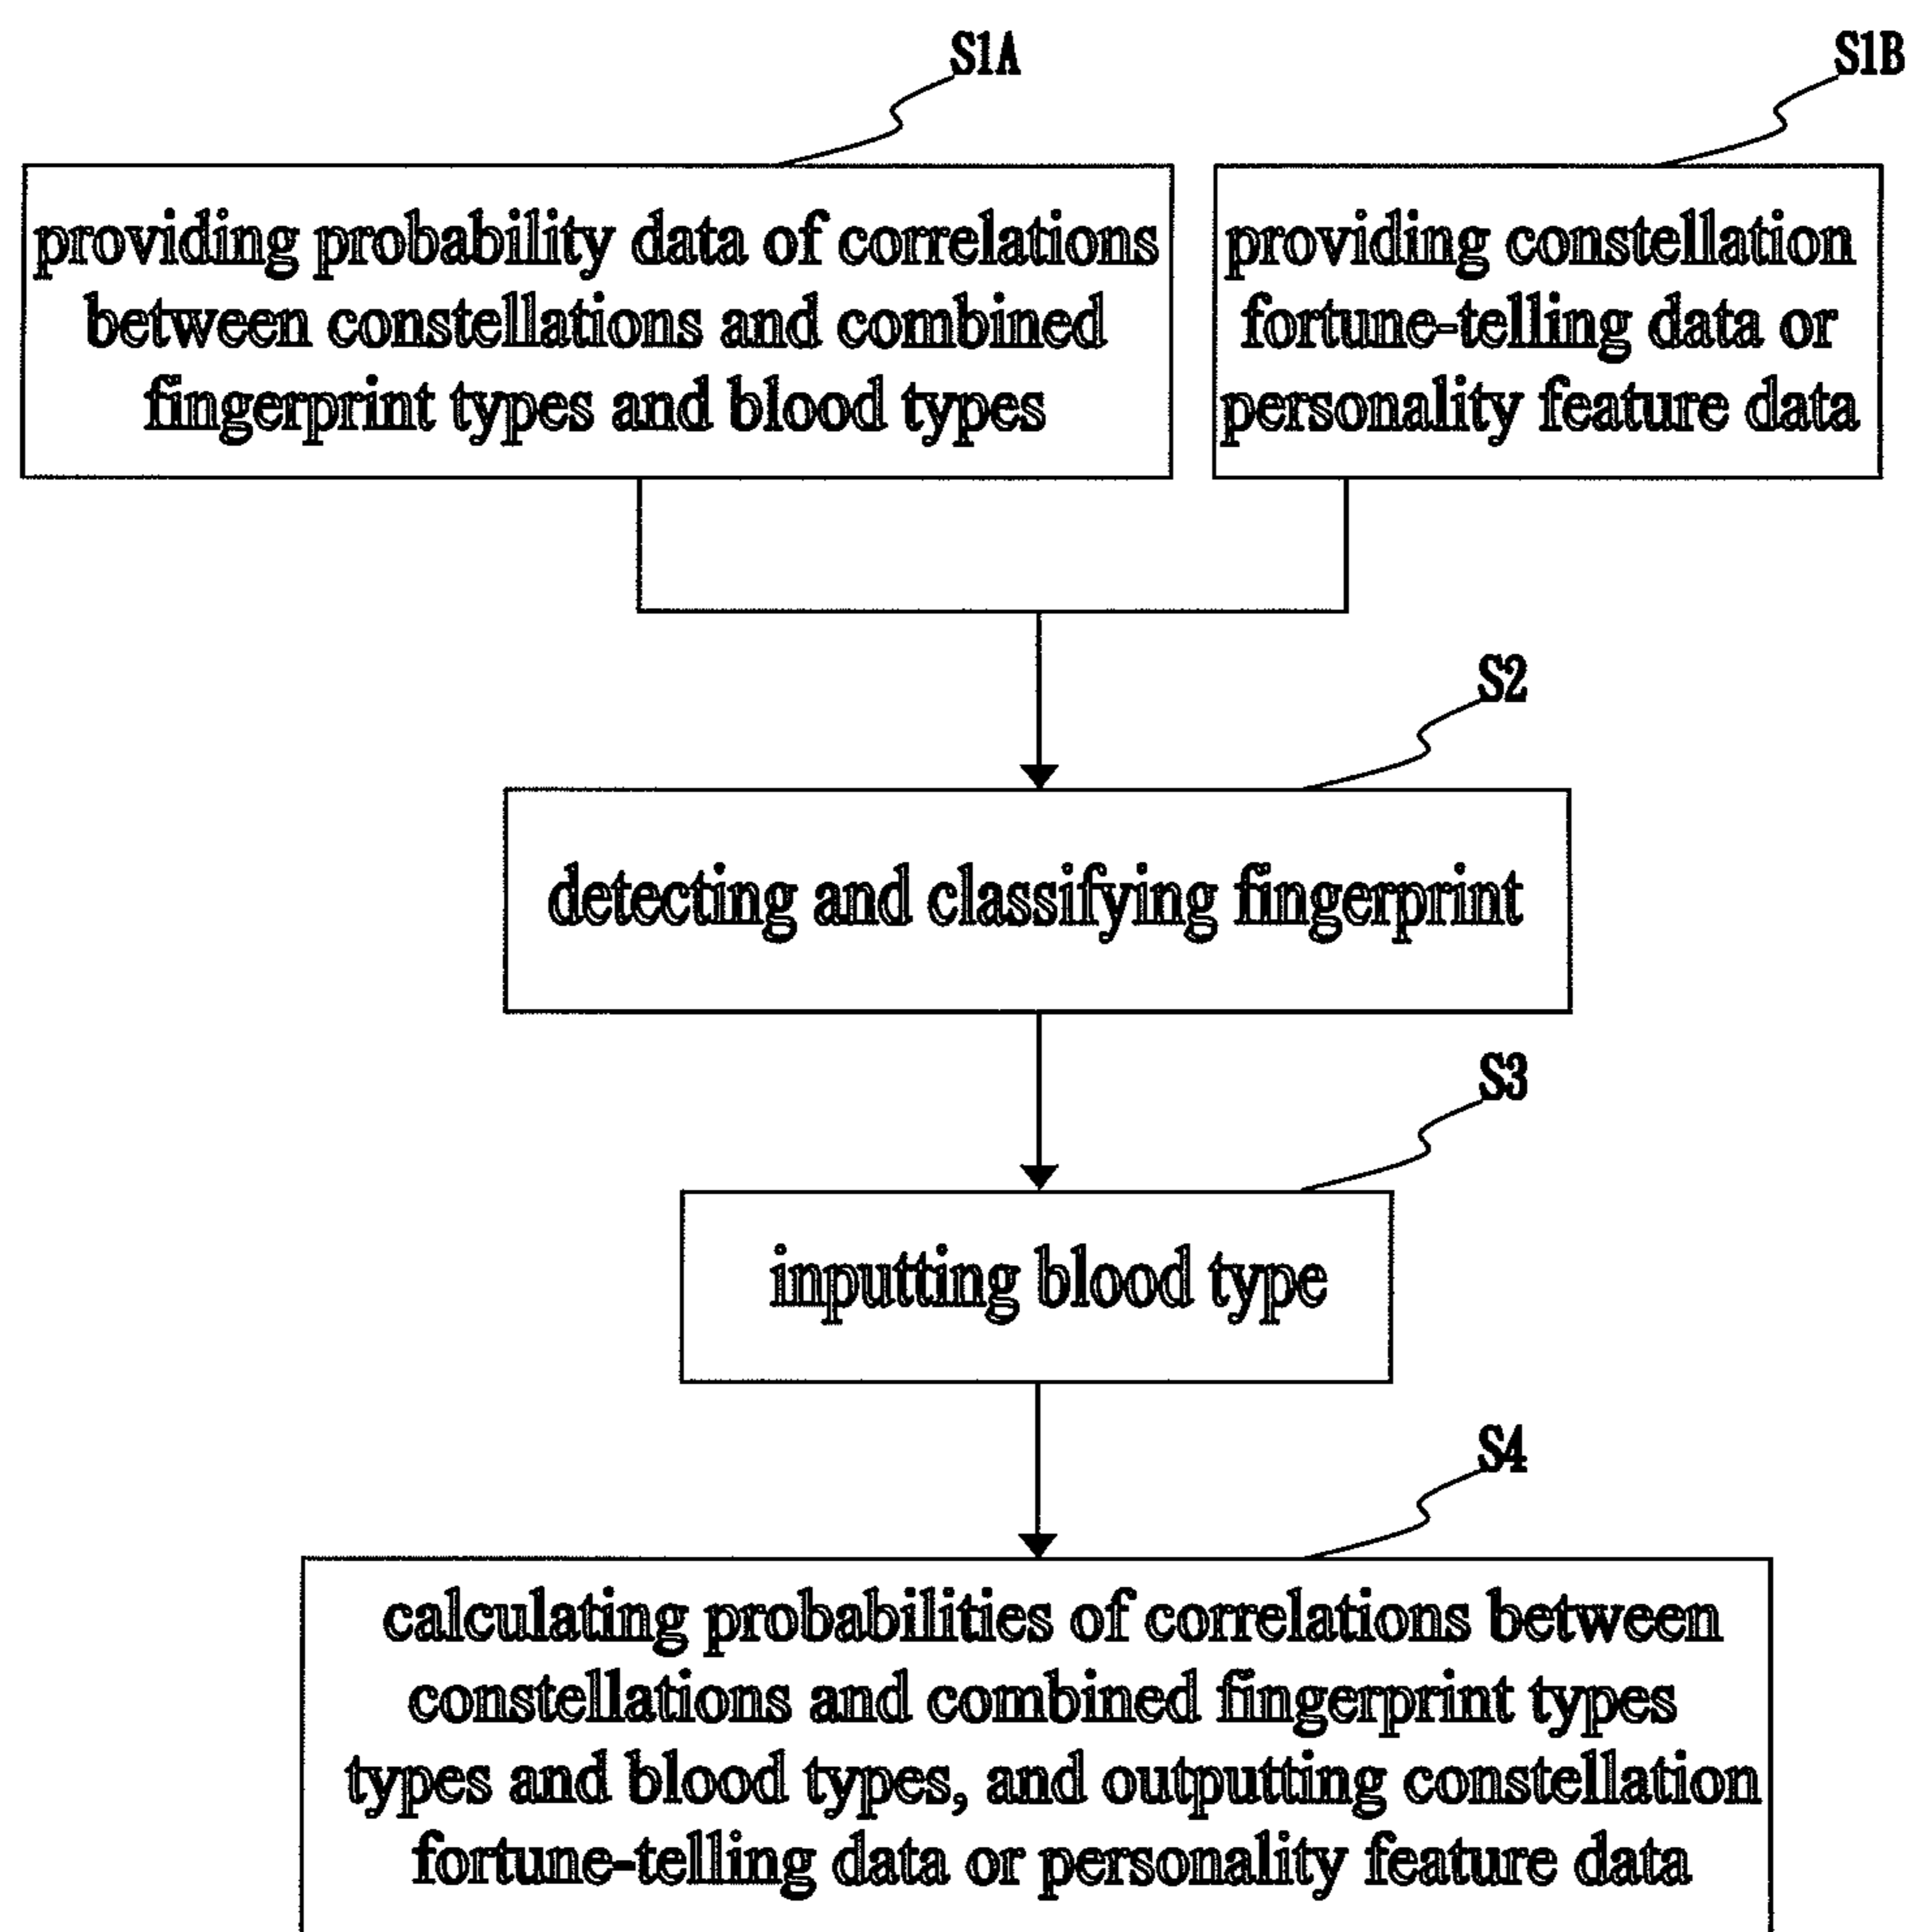 S1A
S1B
providing probability data of correlations
between constellations and combined
fingerprint types and blood types
providing constellation
fortune-telling data or
personality feature data
S2
detecting and classifying fingerprint
S3
inputting blood type
S4
calculating probabilities of correlations between
constellations and combined fingerprint types
types and blood types, and outputting constellation
fortune-telling data or personality feature data